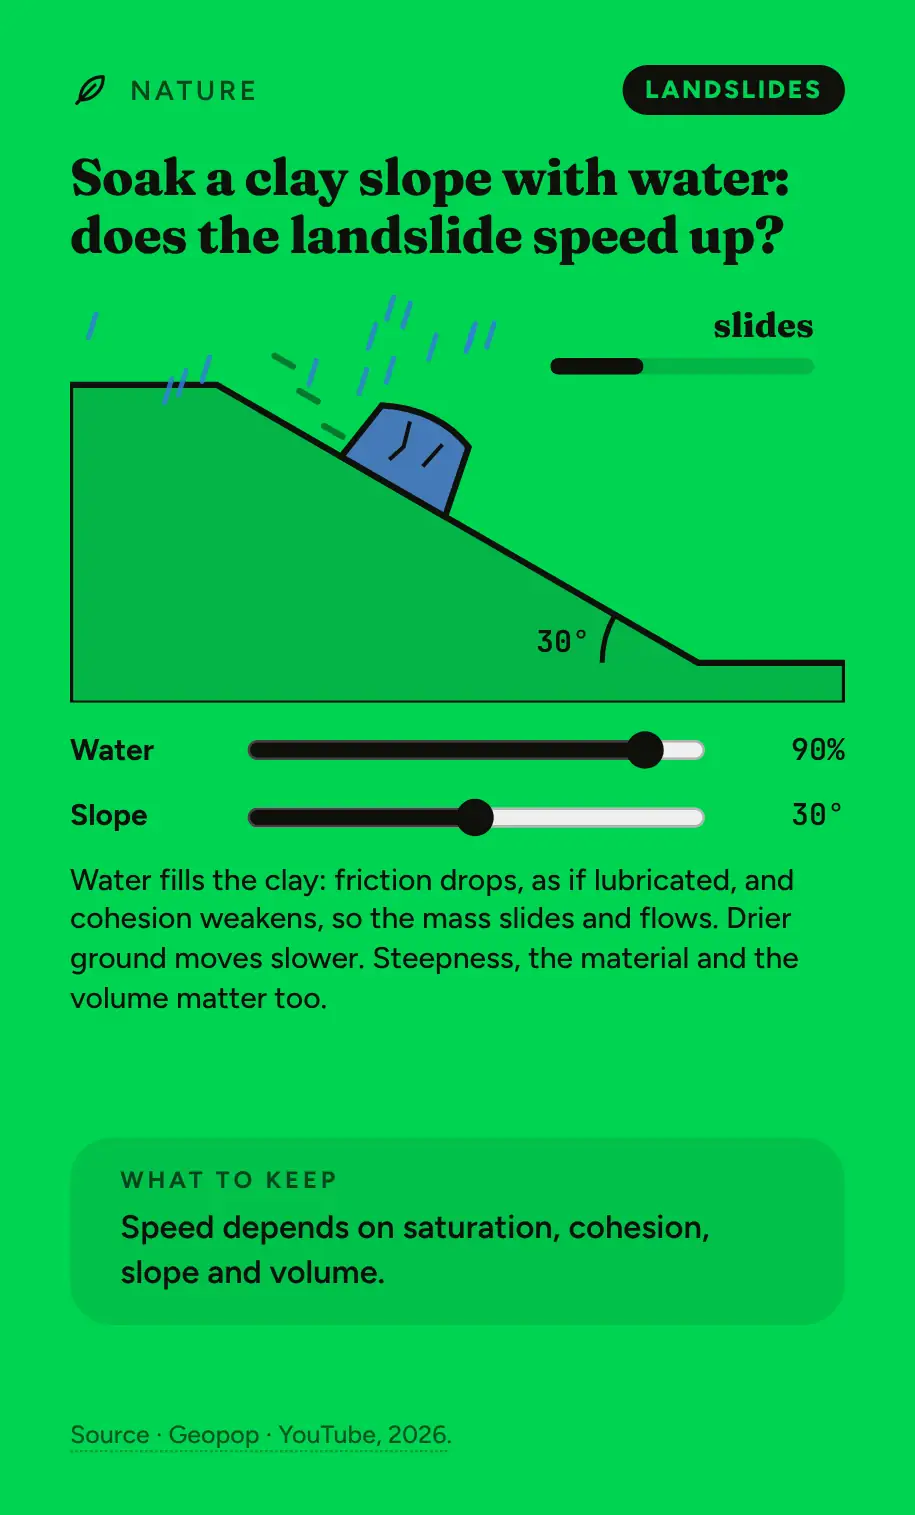 NATURE
LANDSLIDES
Soak a clay slope with water:
does the landslide speed up?
slides
30°
Water
90%
Slope
30°
Water fills the clay: friction drops, as if lubricated, and
cohesion weakens, so the mass slides and flows. Drier
ground moves slower. Steepness, the material and the
volume matter too.
WHAT TO KEEP
Speed depends on saturation, cohesion,
slope and volume.
Source · Geopop · YouTube, 2026.